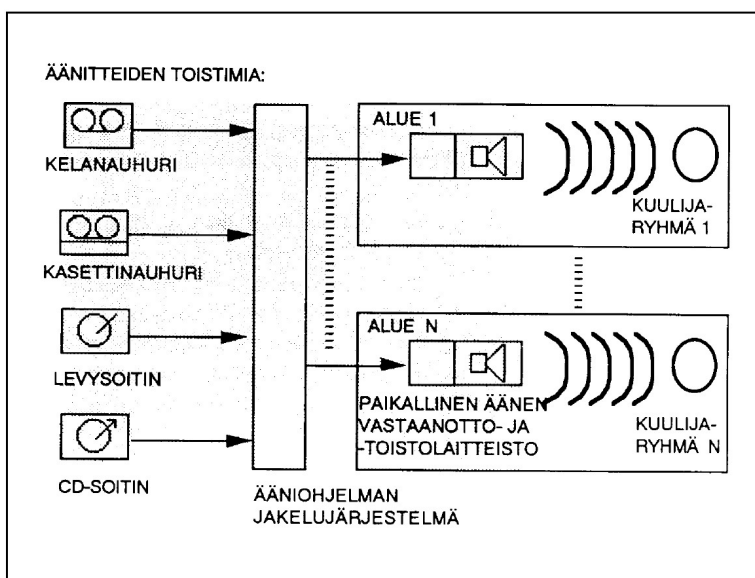 ÄÄNITTEIDEN TOISTIMIA:
KELANAUHURI
KASETTINAUHURI
LEVYSOITIN
CD-SOITIN
ÄÄNIOHJELMAN
JAKELUJÄRJESTELMÄ
ALUE 1
KUULIJA-
RYHMÄ 1
ALUE N
PAIKALLINEN ÄÄNEN
VASTAANOTTO- JA
-TOISTOLAITTEISTO
KUULIJA-
RYHMÄ N